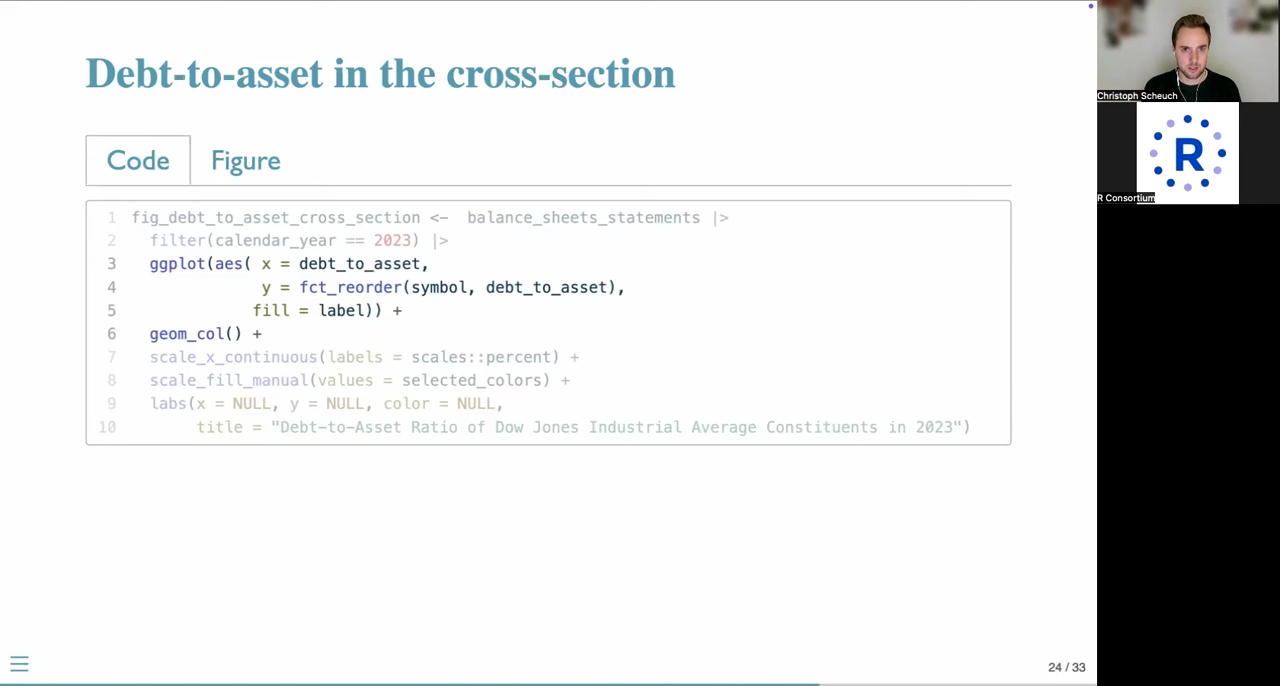 Debt-to-asset in the cross-section
Code Figure
1 fig_debt_to_asset_cross_section <- balance_sheets_statements |>
2 filter(calendar_year == 2023) |>
3 ggplot(aes( x = debt_to_asset,
4 y = fct_reorder(symbol, debt_to_asset),
5 fill = label)) +
6 geom_col() +
7 scale_x_continuous(labels = scales::percent) +
8 scale_fill_manual(values = selected_colors) +
9 labs(x = NULL, y = NULL, color = NULL,
10 title = "Debt-to-Asset Ratio of Dow Jones Industrial Average Constituents in 2023")
24 / 33
Christoph Scheuch
R
R Consortium